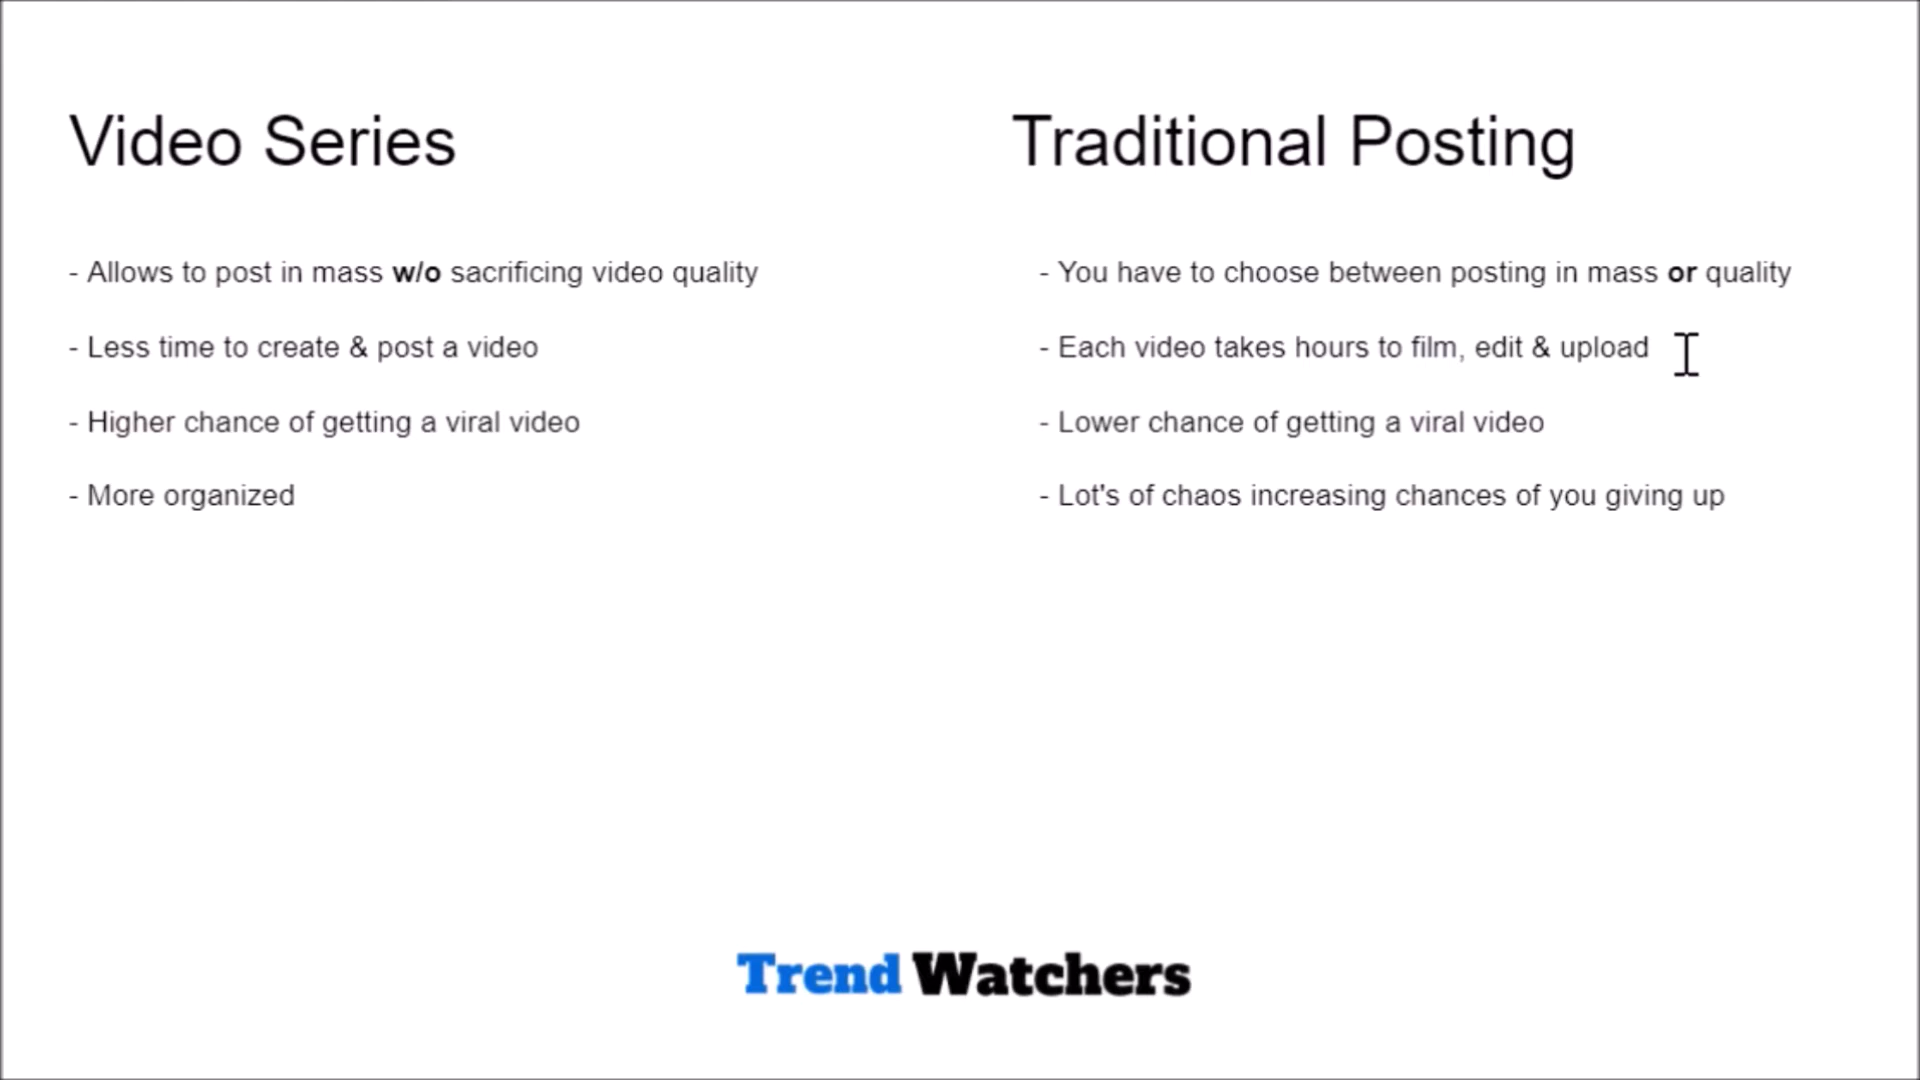 Video Series
- Allows to post in mass w/o sacrificing video quality
- Less time to create & post a video
- Higher chance of getting a viral video
- More organized
Traditional Posting
- You have to choose between posting in mass or quality
- Each video takes hours to film, edit & upload
- Lower chance of getting a viral video
- Lot's of chaos increasing chances of you giving up
Trend Watchers